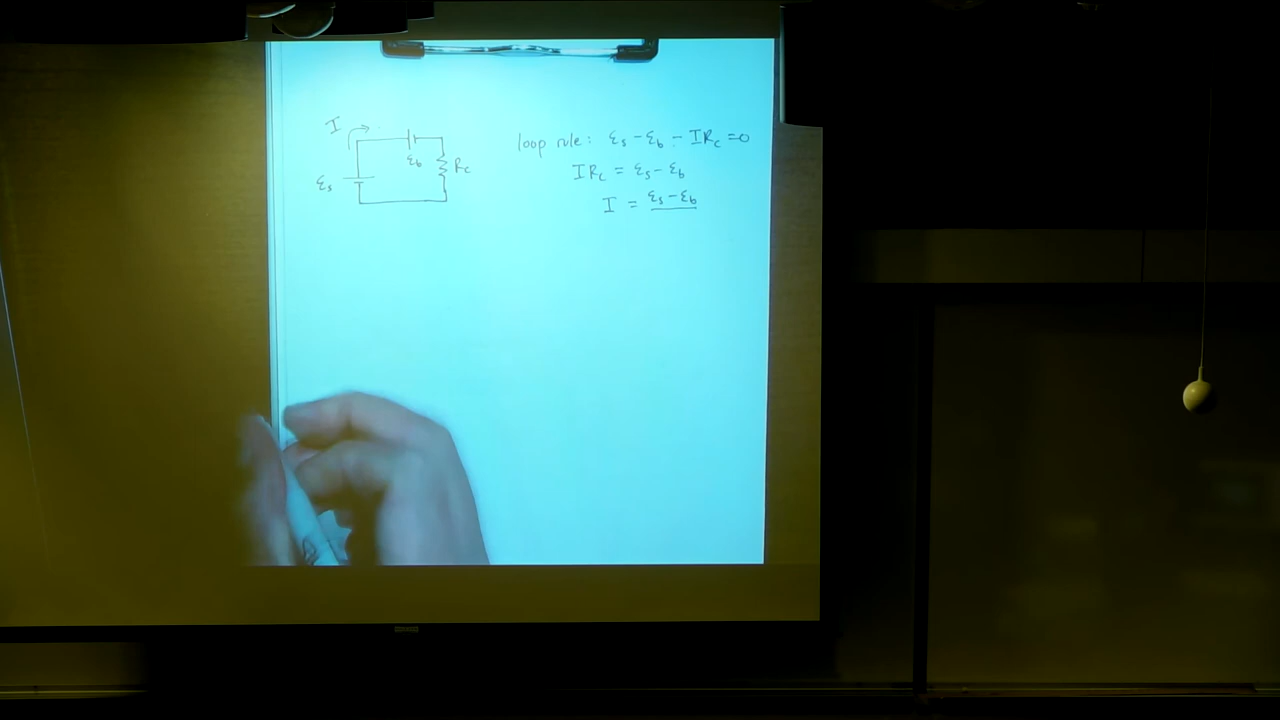 I
εb
Rc
εs
loop rule: εs - εb - IRc = 0
IRc = εs - εb
I = εs - εb